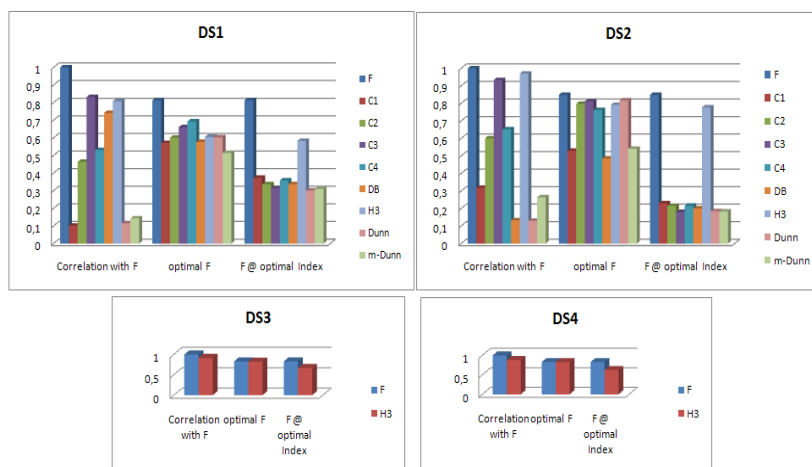 DS1
1
0,9
0,8
0,7
0,6
0,5
0,4
0,3
0,2
0,1
0
Correlation with F
optimal F
F @ optimal Index
F
C1
C2
C3
C4
DB
H3
Dunn
m-Dunn
DS2
1
0,9
0,8
0,7
0,6
0,5
0,4
0,3
0,2
0,1
0
Correlation with F
optimal F
F @ optimal Index
F
C1
C2
C3
C4
DB
H3
Dunn
m-Dunn
DS3
1
0,5
0
Correlation
with F
optimal F
F @
optimal
Index
F
H3
DS4
1
0,5
0
Correlation
with F
optimal F
F @
optimal
Index
F
H3